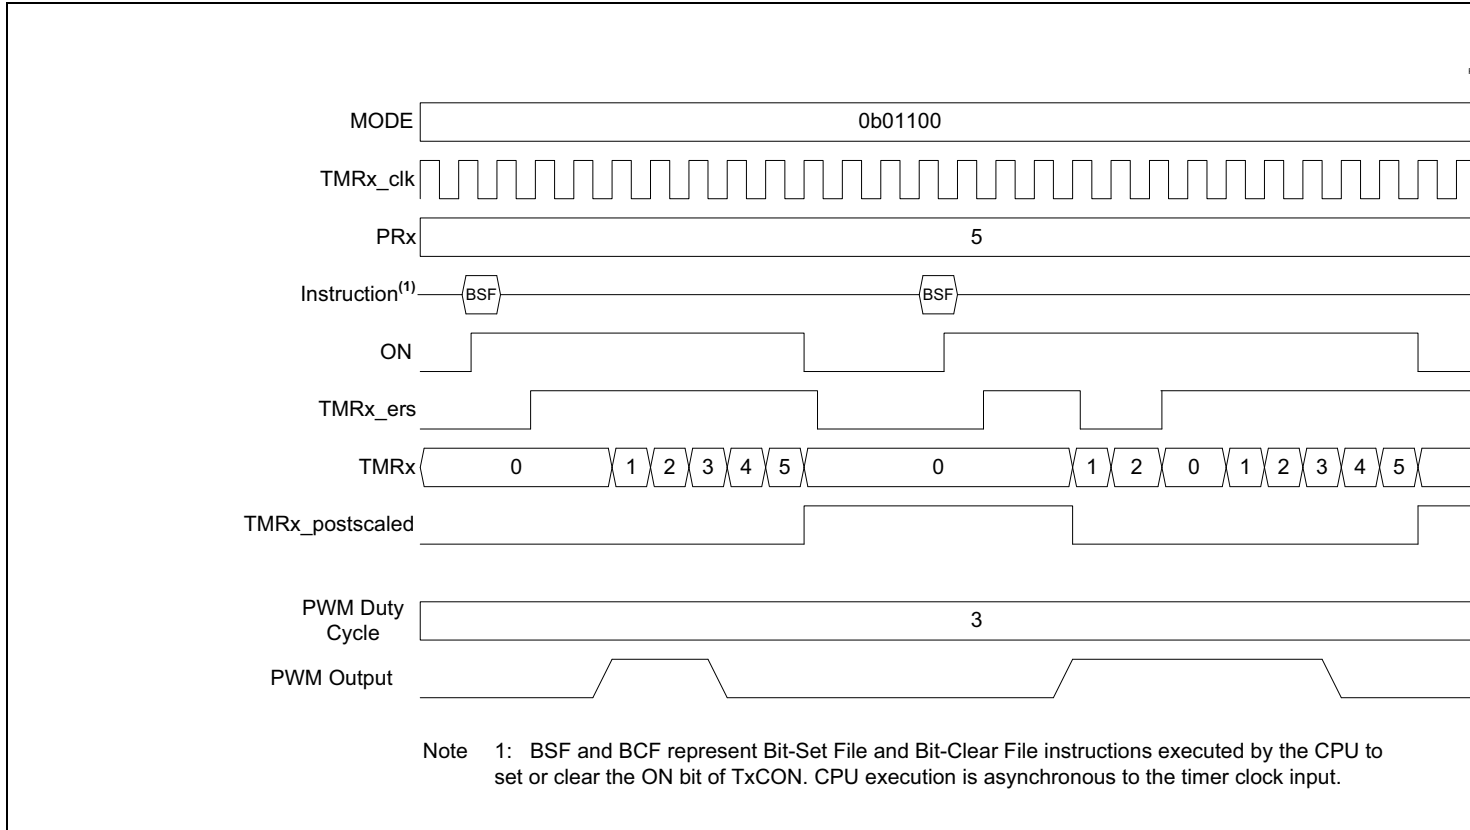 MODE 0b01100
TMRx_clk
PRx 5
Instruction(1) BSF BSF
ON
TMRx_ers
TMRx 0 1 2 3 4 5 0 1 2 0 1 2 3 4 5
TMRx_postscaled
PWM Duty
Cycle 3
PWM Output
Note 1: BSF and BCF represent Bit-Set File and Bit-Clear File instructions executed by the CPU to
set or clear the ON bit of TxCON. CPU execution is asynchronous to the timer clock input.